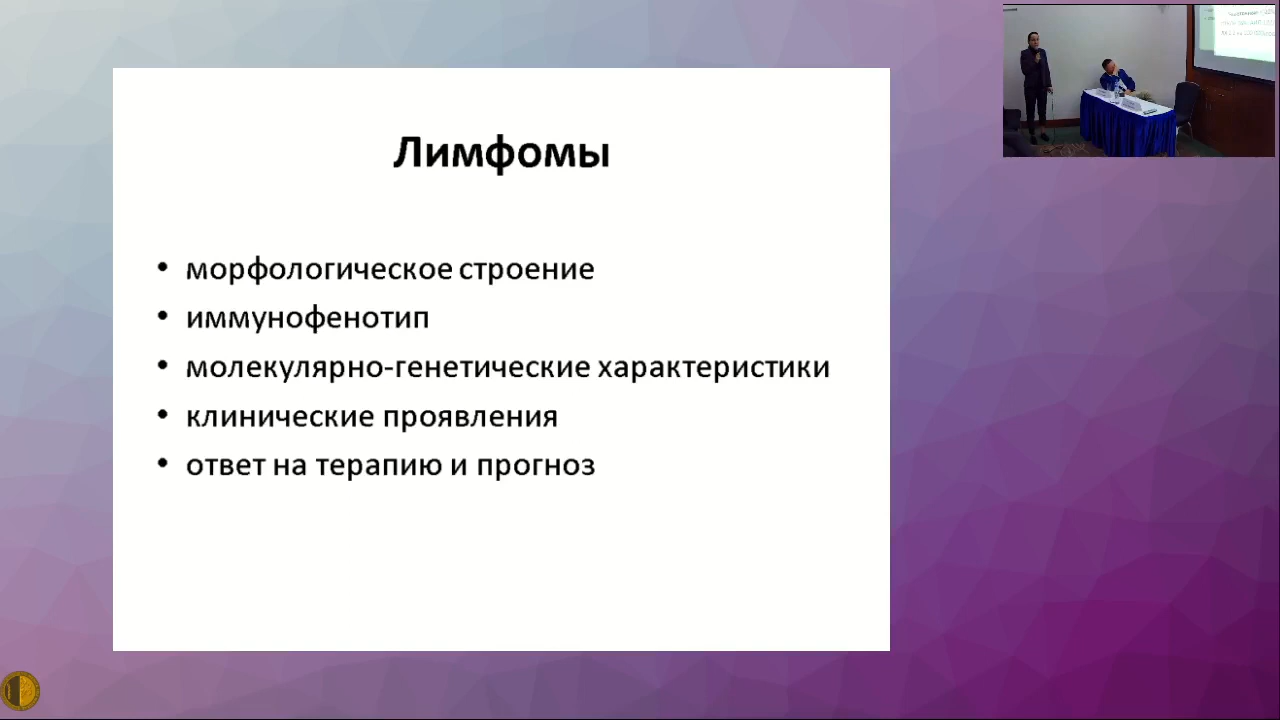 Лимфомы
• морфологическое строение
• иммунофенотип
• молекулярно-генетические характеристики
• клинические проявления
• ответ на терапию и прогноз